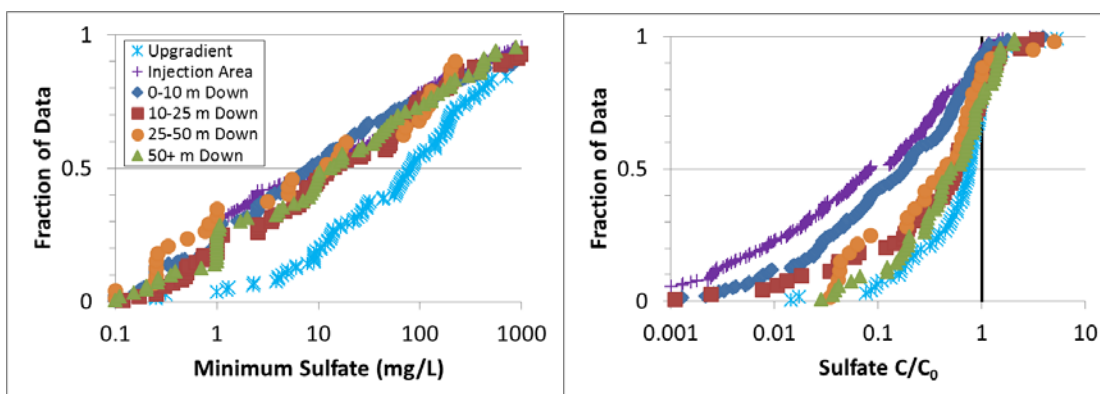 Fraction of Data
1
0.5
0
Upgradient
Injection Area
0-10 m Down
10-25 m Down
25-50 m Down
50+ m Down
0.1 1 10 100 1000
Minimum Sulfate (mg/L)
Fraction of Data
1
0.5
0
0.001 0.01 0.1 1 10
Sulfate C/C₀